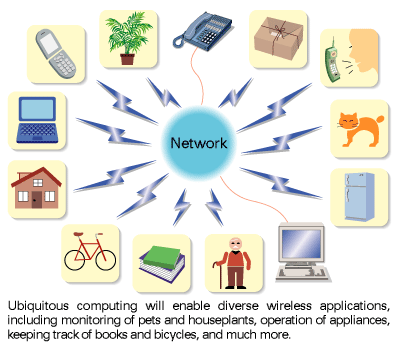 Network
Ubiquitous computing will enable diverse wireless applications,
including monitoring of pets and houseplants, operation of appliances,
keeping track of books and bicycles, and much more.